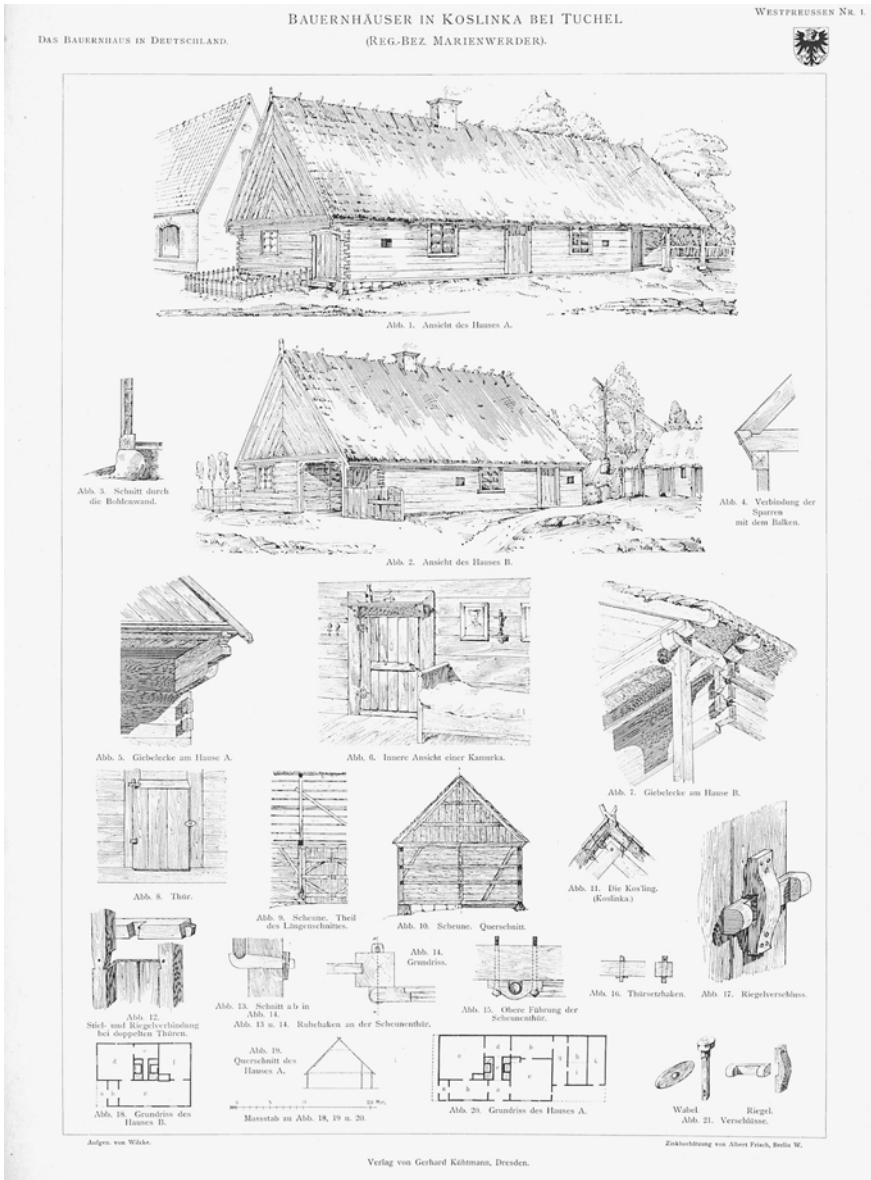 Westpreussen Nr. 1.
Bauernhäuser in Koslinka bei Tuchel
Das Bauernhaus in Deutschland.
(Reg.-Bez. Marienwerder).
Abb. 1. Ansicht des Hauses A.
Abb. 3. Schnitt durch
die Bohlenwand.
Abb. 4. Verbindung der
Sparren
mit dem Balken.
Abb. 2. Ansicht des Hauses B.
Abb. 5. Giebelecke am Hause A.
Abb. 6. Innere Ansicht einer Kamurka.
Abb. 7. Giebelecke am Hause B.
Abb. 8. Thür.
Abb. 9. Scheune. Theil
des Längenschnittes.
Abb. 10. Scheune. Querschnitt.
Abb. 11. Die Kos'ling.
(Koslinka.)
Abb. 12.
Stiel- und Riegelverbindung
bei doppelten Thüren.
Abb. 13. Schnitt a b in
Abb. 14.
Abb. 14.
Grundriss.
Abb. 13 u. 14. Ruhehaken an der Scheunenthür.
Abb. 15. Obere Führung der
Scheunenthür.
Abb. 16. Thürsetzhaken.
Abb. 17. Riegelverschluss.
Abb. 18. Grundriss des
Hauses B.
Abb. 19.
Querschnitt des
Hauses A.
Massstab zu Abb. 18, 19 u. 20.
Abb. 20. Grundriss des Hauses A.
Wabel
Riegel.
Abb. 21. Verschlüsse.
Aufgen. von Wilcke.
Zinkhochätzung von Albert Frisch, Berlin W.
Verlag von Gerhard Kühtmann, Dresden.